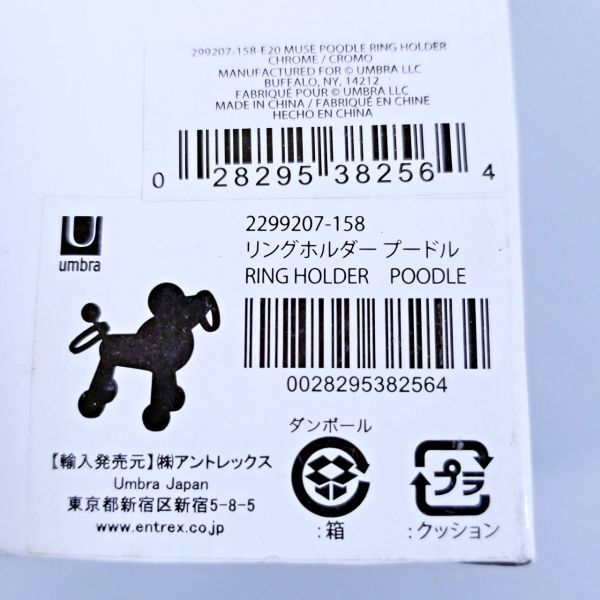 299207-158-E20 MUSE POODLE RING HOLDER
CHROME / CROMO
MANUFACTURED FOR © UMBRA LLC
BUFFALO, NY, 14212
FABRIQUÉ POUR © UMBRA LLC
MADE IN CHINA / FABRIQUÉ EN CHINE
HECHO EN CHINA
0 28295 38256 4
U
umbra
2299207-158
リングホルダー プードル
RING HOLDER POODLE
0028295382564
【輸入発売元】㈱アントレックス
Umbra Japan
東京都新宿区新宿5-8-5
www.entrex.co.jp
ダンボール
:箱
プラ
:クッション